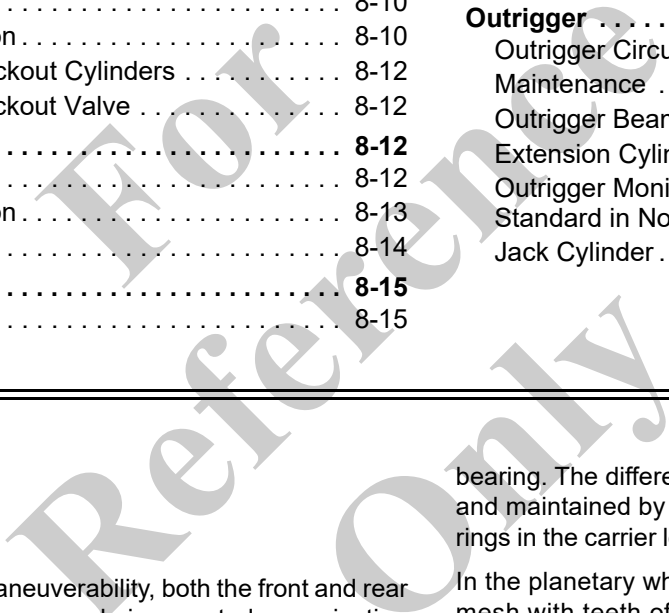 8-10
on . . . . . . . . . . . . . . . . . . . . . . . . 8-10
ckout Cylinders . . . . . . . . . . . 8-12
ckout Valve . . . . . . . . . . . . . . 8-12
. . . . . . . . . . . . . . . . . . . . . . . 8-12
. . . . . . . . . . . . . . . . . . . . . . . 8-12
on . . . . . . . . . . . . . . . . . . . . . . . . 8-13
. . . . . . . . . . . . . . . . . . . . . . . 8-14
. . . . . . . . . . . . . . . . . . . . . . . 8-15
. . . . . . . . . . . . . . . . . . . . . . . 8-15
Outrigger . . . . .
Outrigger Circu
Maintenance .
Outrigger Bea
Extension Cylin
Outrigger Moni
Standard in No
Jack Cylinder .
aneuverability, both the front and rear
bearing. The differe
and maintained by
rings in the carrier l
In the planetary wh
mesh with teeth of
For
Reference
Only